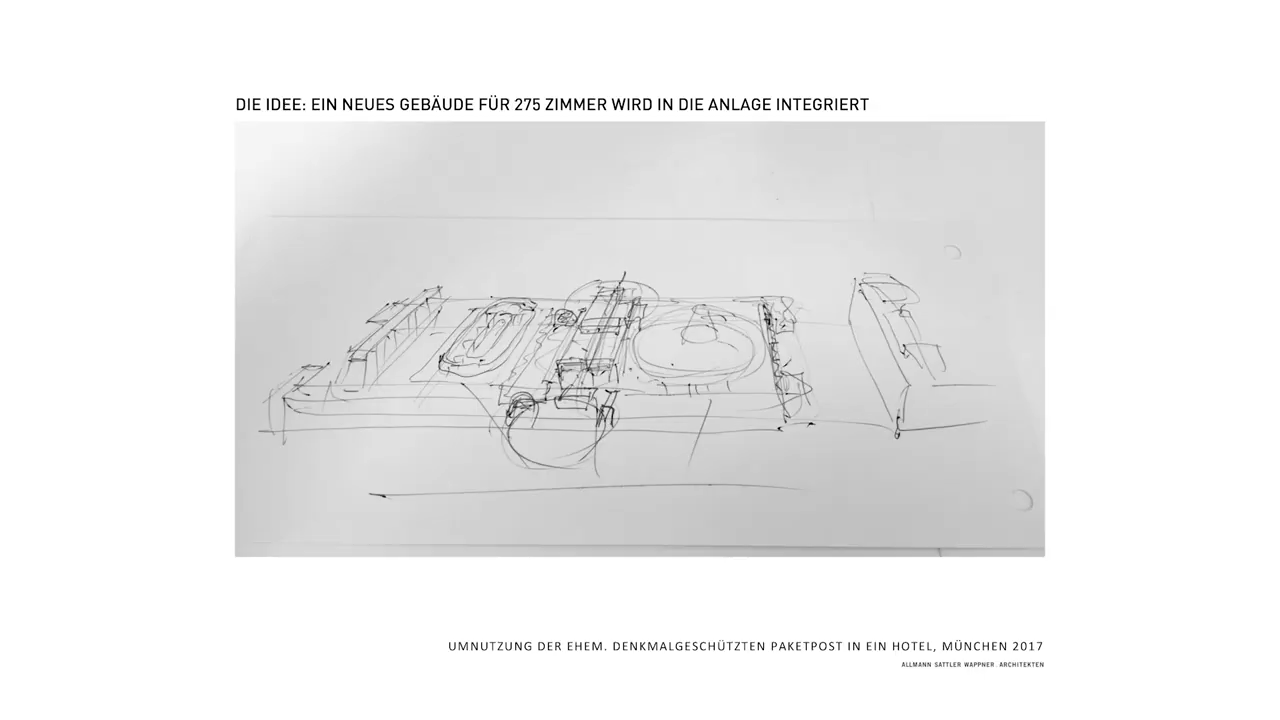 DIE IDEE: EIN NEUES GEBÄUDE FÜR 275 ZIMMER WIRD IN DIE ANLAGE INTEGRIERT
UMNUTZUNG DER EHEM. DENKMALGESCHÜTZTEN PAKETPOST IN EIN HOTEL, MÜNCHEN 2017
ALLMANN SATTLER WAPPNER . ARCHITEKTEN